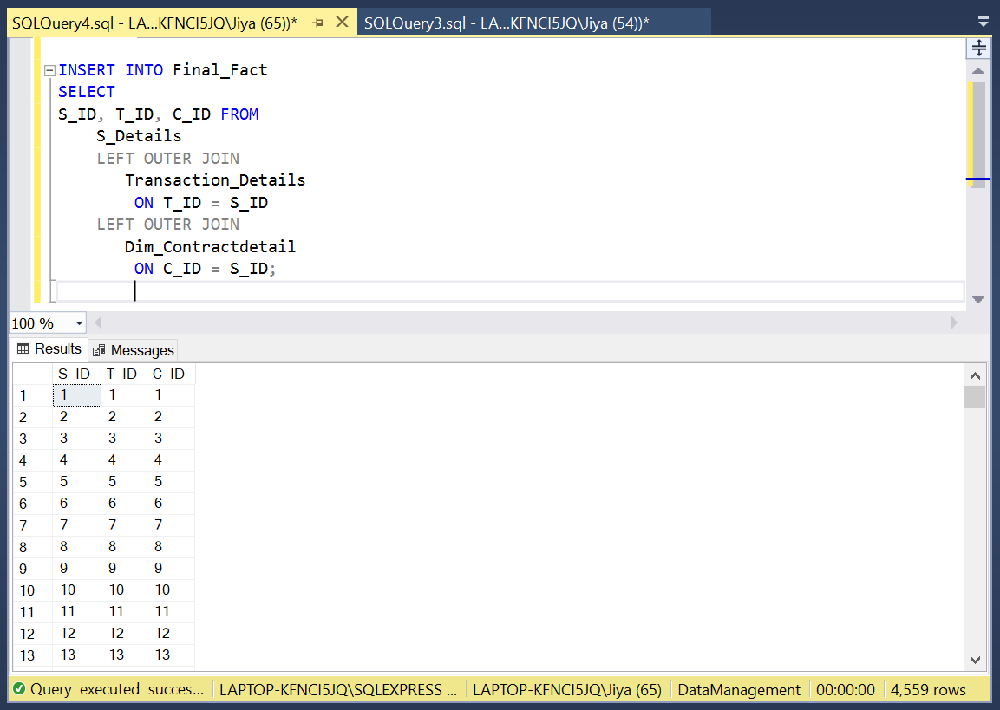 SQLQuery4.sql - LA...KFNCI5JQ\Jiya (65))* SQLQuery3.sql - LA...KFNCI5JQ\Jiya (54))*
INSERT INTO Final_Fact
SELECT
S_ID, T_ID, C_ID FROM
S_Details
LEFT OUTER JOIN
Transaction_Details
ON T_ID = S_ID
LEFT OUTER JOIN
Dim_Contractdetail
ON C_ID = S_ID;
100 %
Results Messages
S_ID T_ID C_ID
1 1 1 1
2 2 2 2
3 3 3 3
4 4 4 4
5 5 5 5
6 6 6 6
7 7 7 7
8 8 8 8
9 9 9 9
10 10 10 10
11 11 11 11
12 12 12 12
13 13 13 13
Query executed succes... LAPTOP-KFNCI5JQ\SQLEXPRESS ... LAPTOP-KFNCI5JQ\Jiya (65) DataManagement 00:00:00 4,559 rows